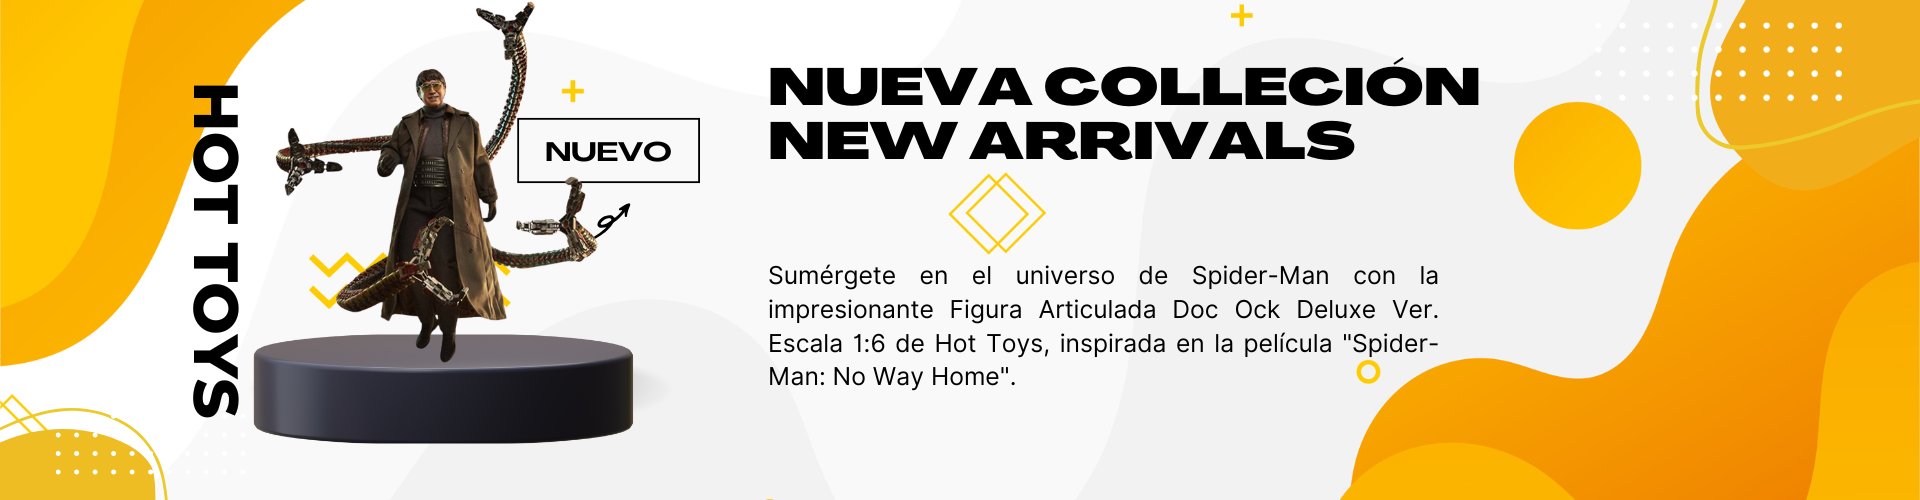 HOT TOYS
NUEVO
NUEVA COLLECIÓN
NEW ARRIVALS
Sumérgete en el universo de Spider-Man con la
impresionante Figura Articulada Doc Ock Deluxe Ver.
Escala 1:6 de Hot Toys, inspirada en la película "Spider-
Man: No Way Home".